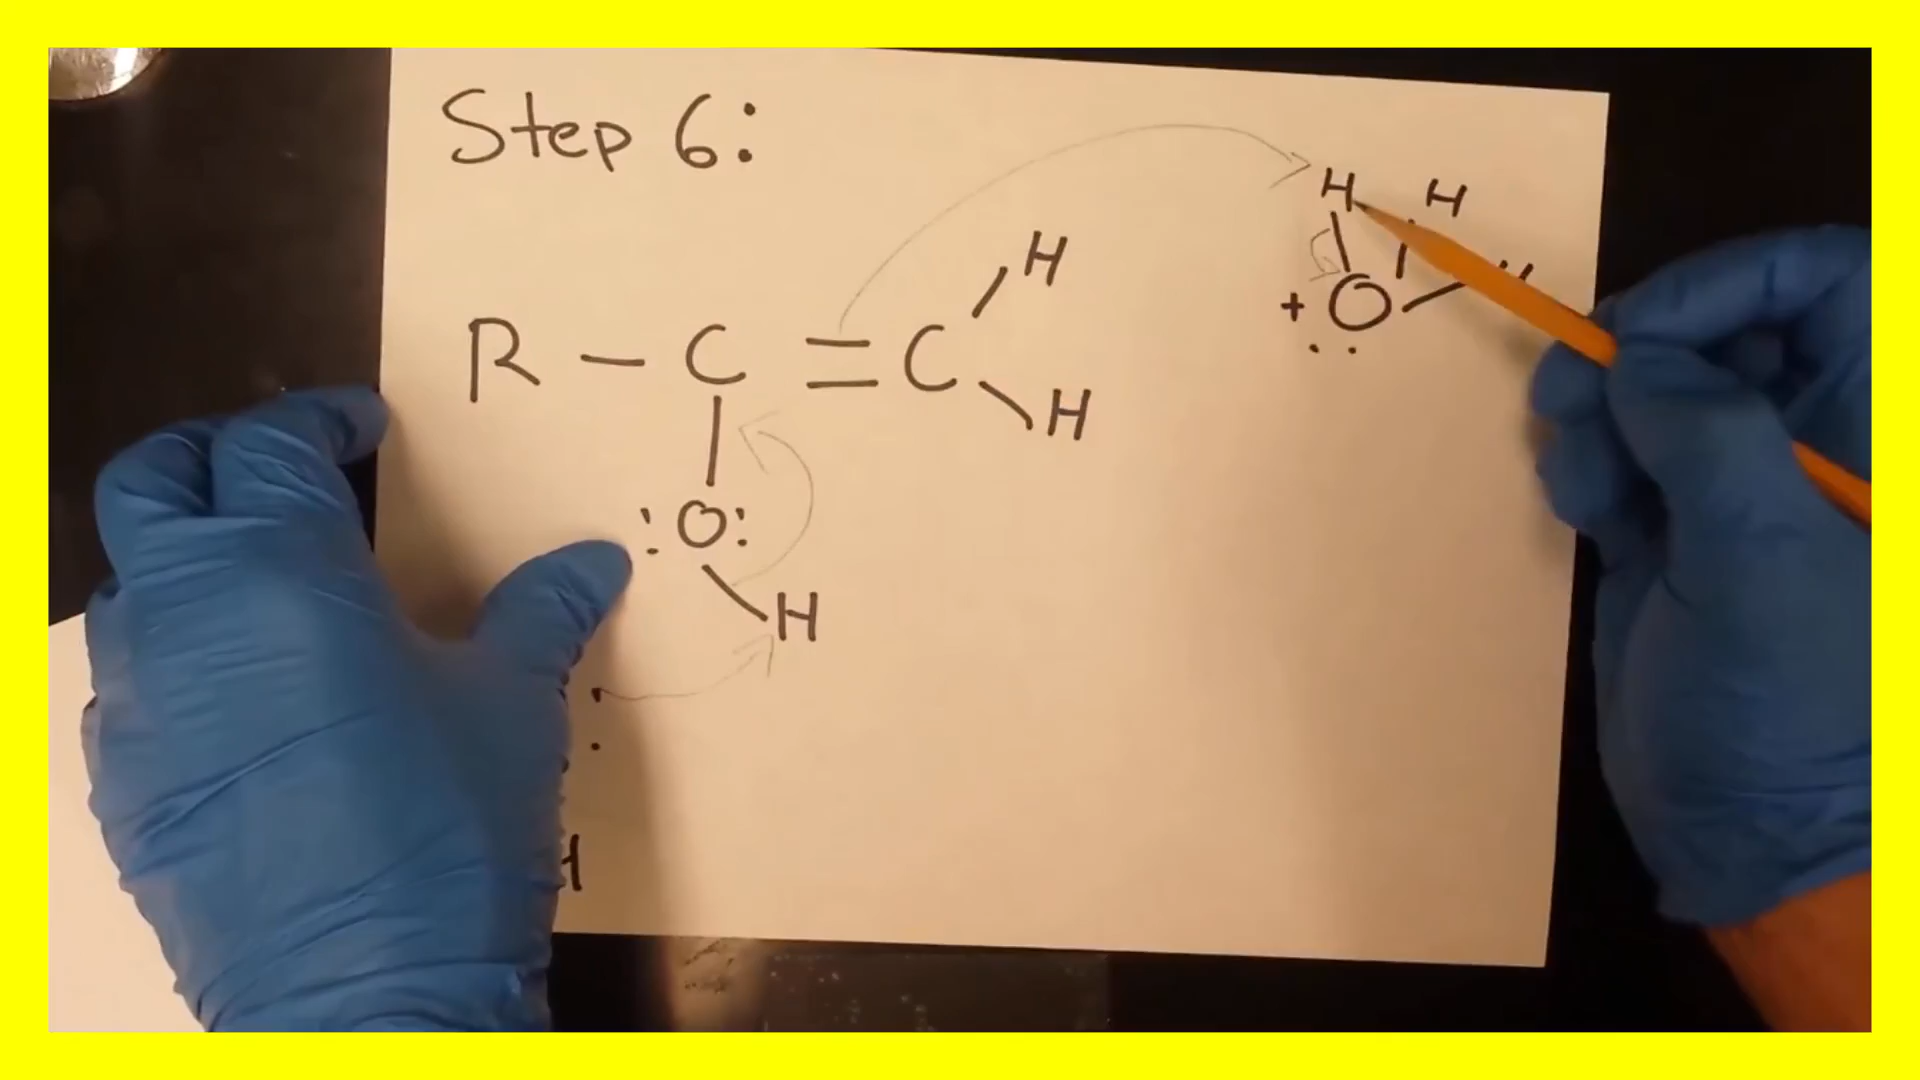 Step 6:
H H
H H
+ O
R - C = C
H
: O :
H
H